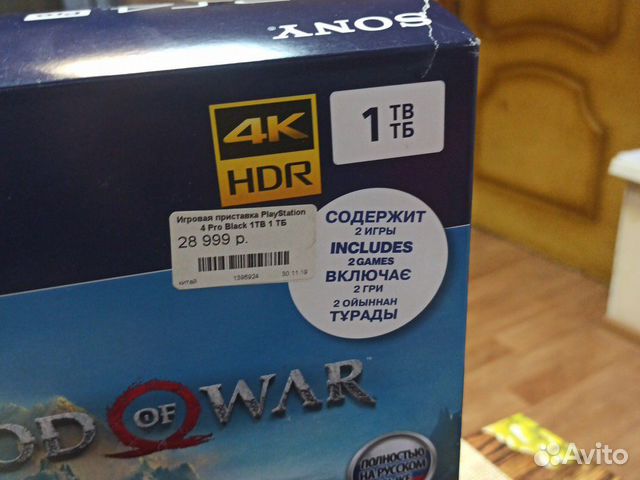 SONY
4K
HDR
1 TB
ТБ
Игровая приставка PlayStation
4 Pro Black 1TB 1 ТБ
28 999 р.
китай 1395924 30.11.19
СОДЕРЖИТ
2 ИГРЫ
INCLUDES
2 GAMES
ВКЛЮЧАЄ
2 ГРИ
2 ОЙЫННАН
ТҰРАДЫ
OD OF WAR
ПОЛНОСТЬЮ
НА РУССКОМ
Avito